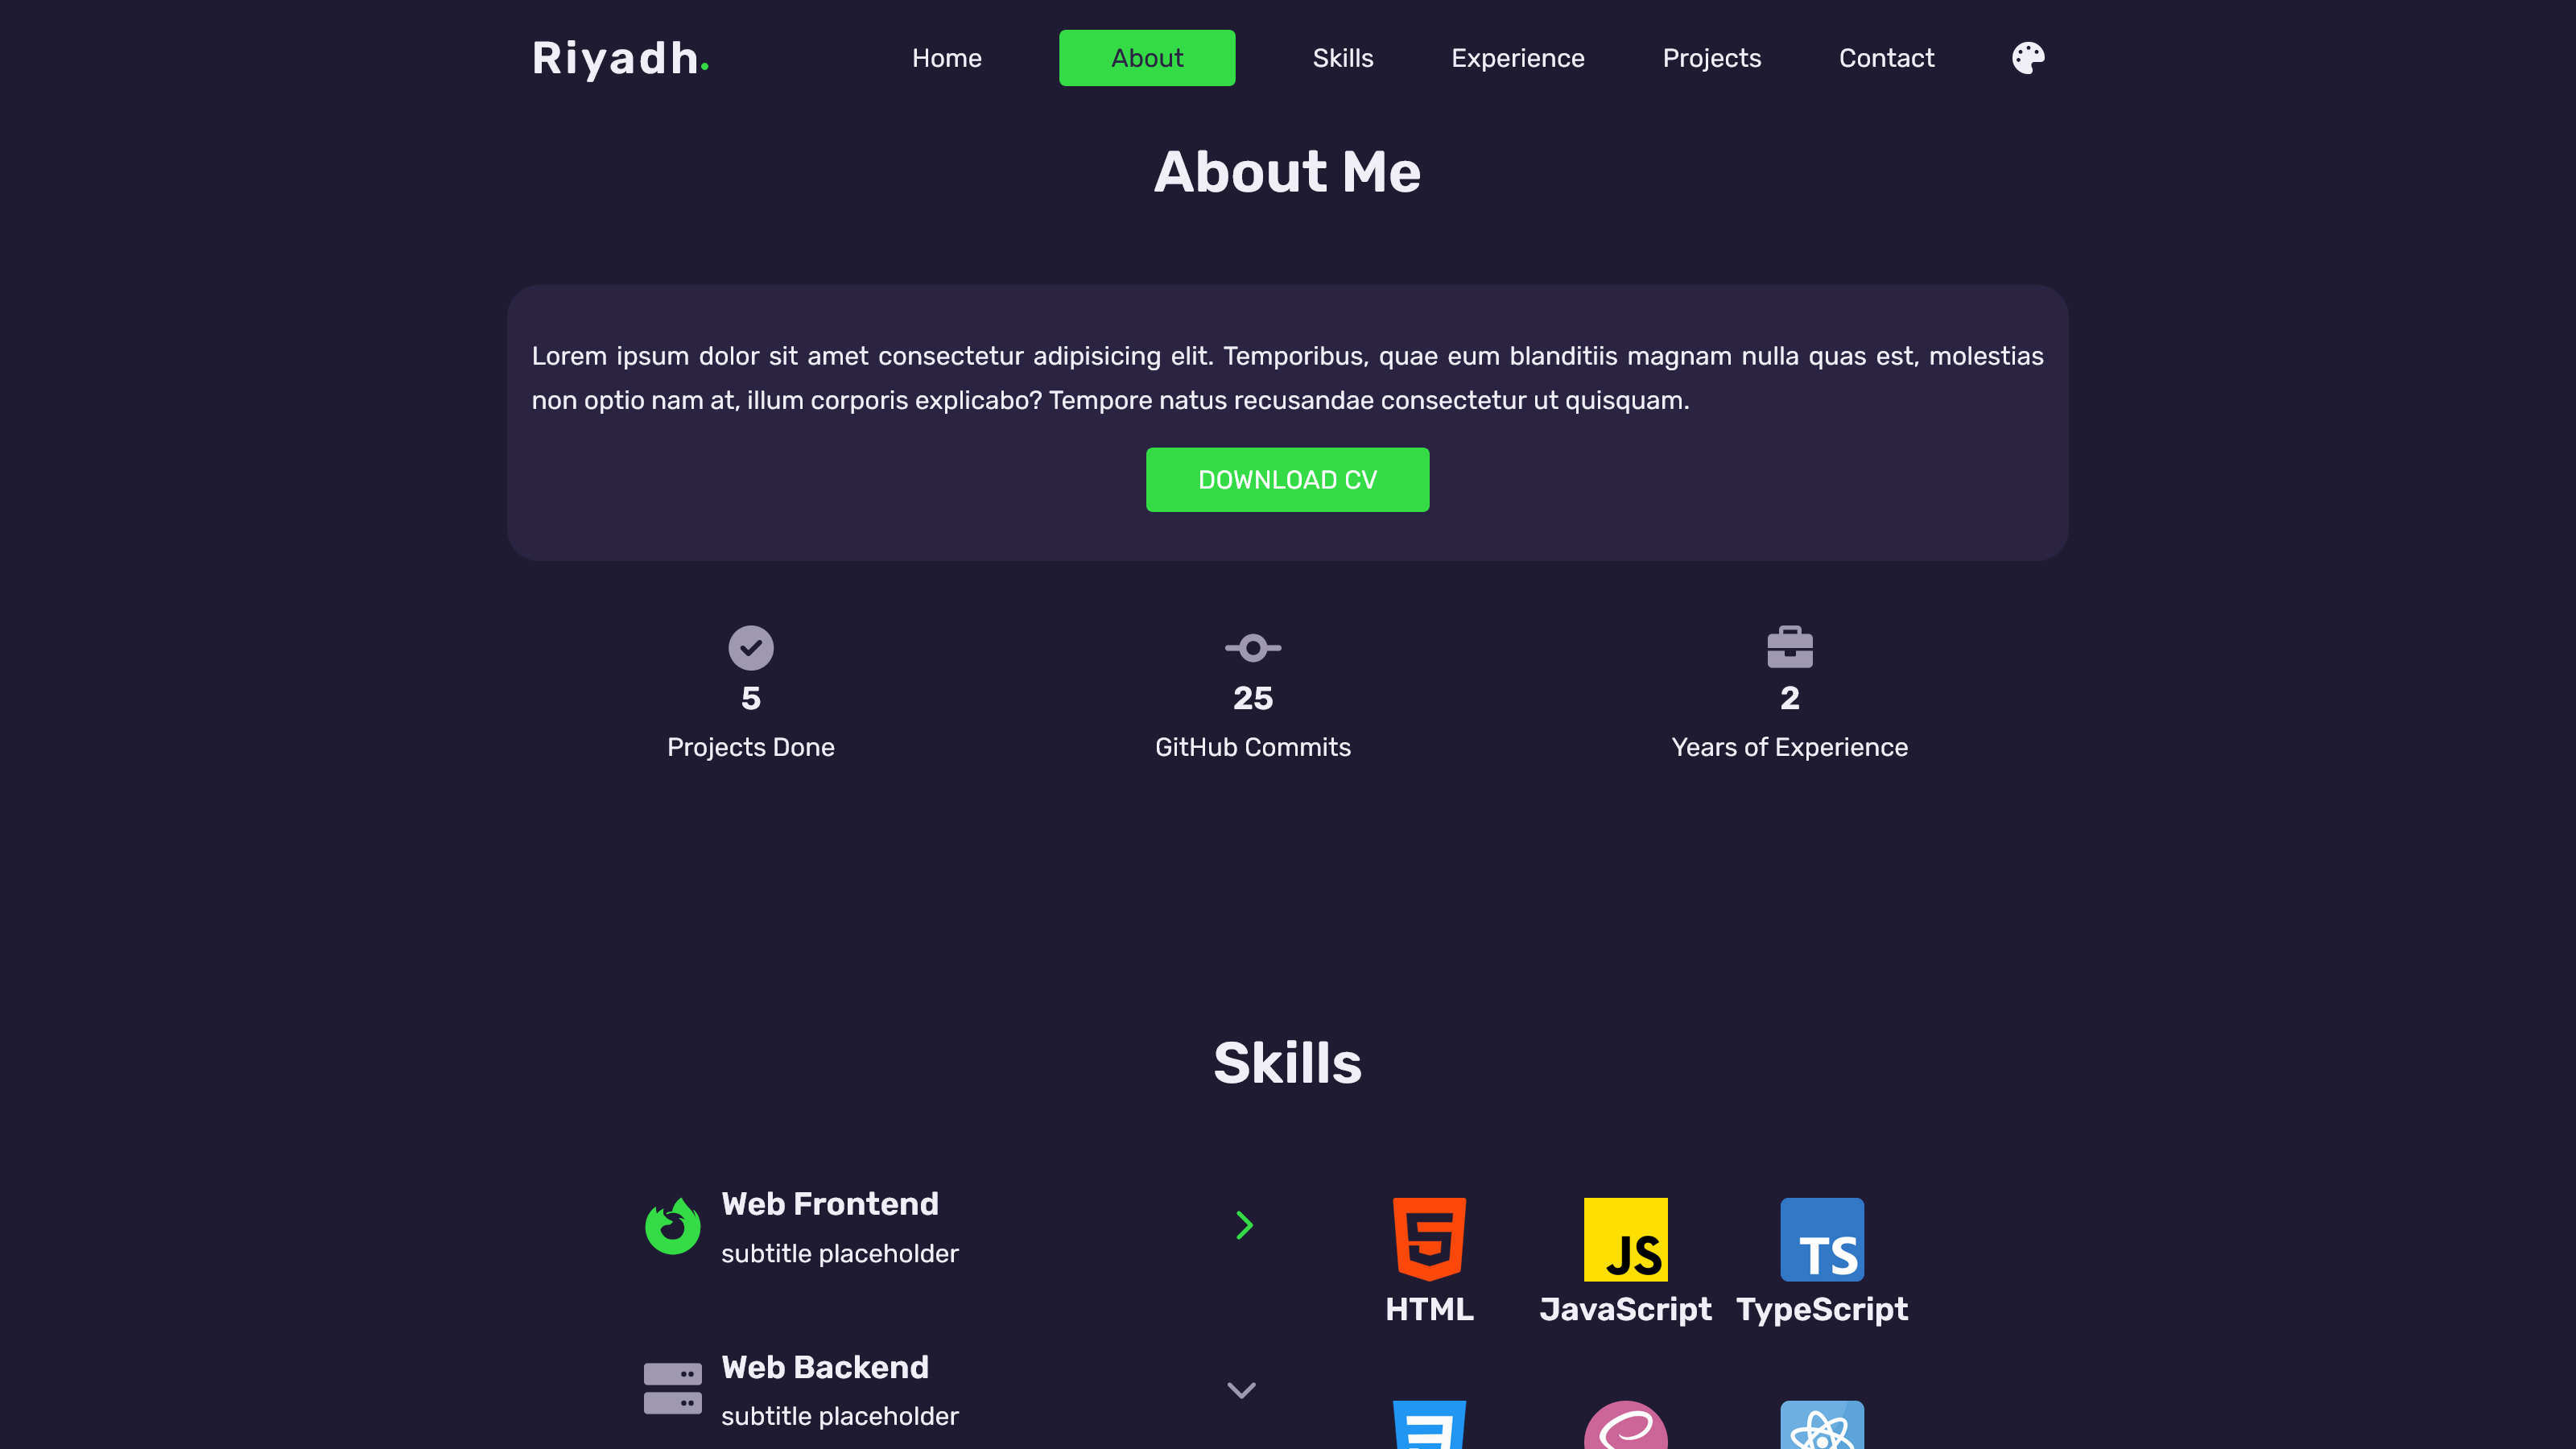 Riyadh.
Home
About
Skills
Experience
Projects
Contact
About Me
Lorem ipsum dolor sit amet consectetur adipisicing elit. Temporibus, quae eum blanditiis magnam nulla quas est, molestias
non optio nam at, illum corporis explicabo? Tempore natus recusandae consectetur ut quisquam.
DOWNLOAD CV
5
Projects Done
25
GitHub Commits
2
Years of Experience
Skills
Web Frontend
subtitle placeholder
Web Backend
subtitle placeholder
5
HTML
JS
JavaScript
TS
TypeScript